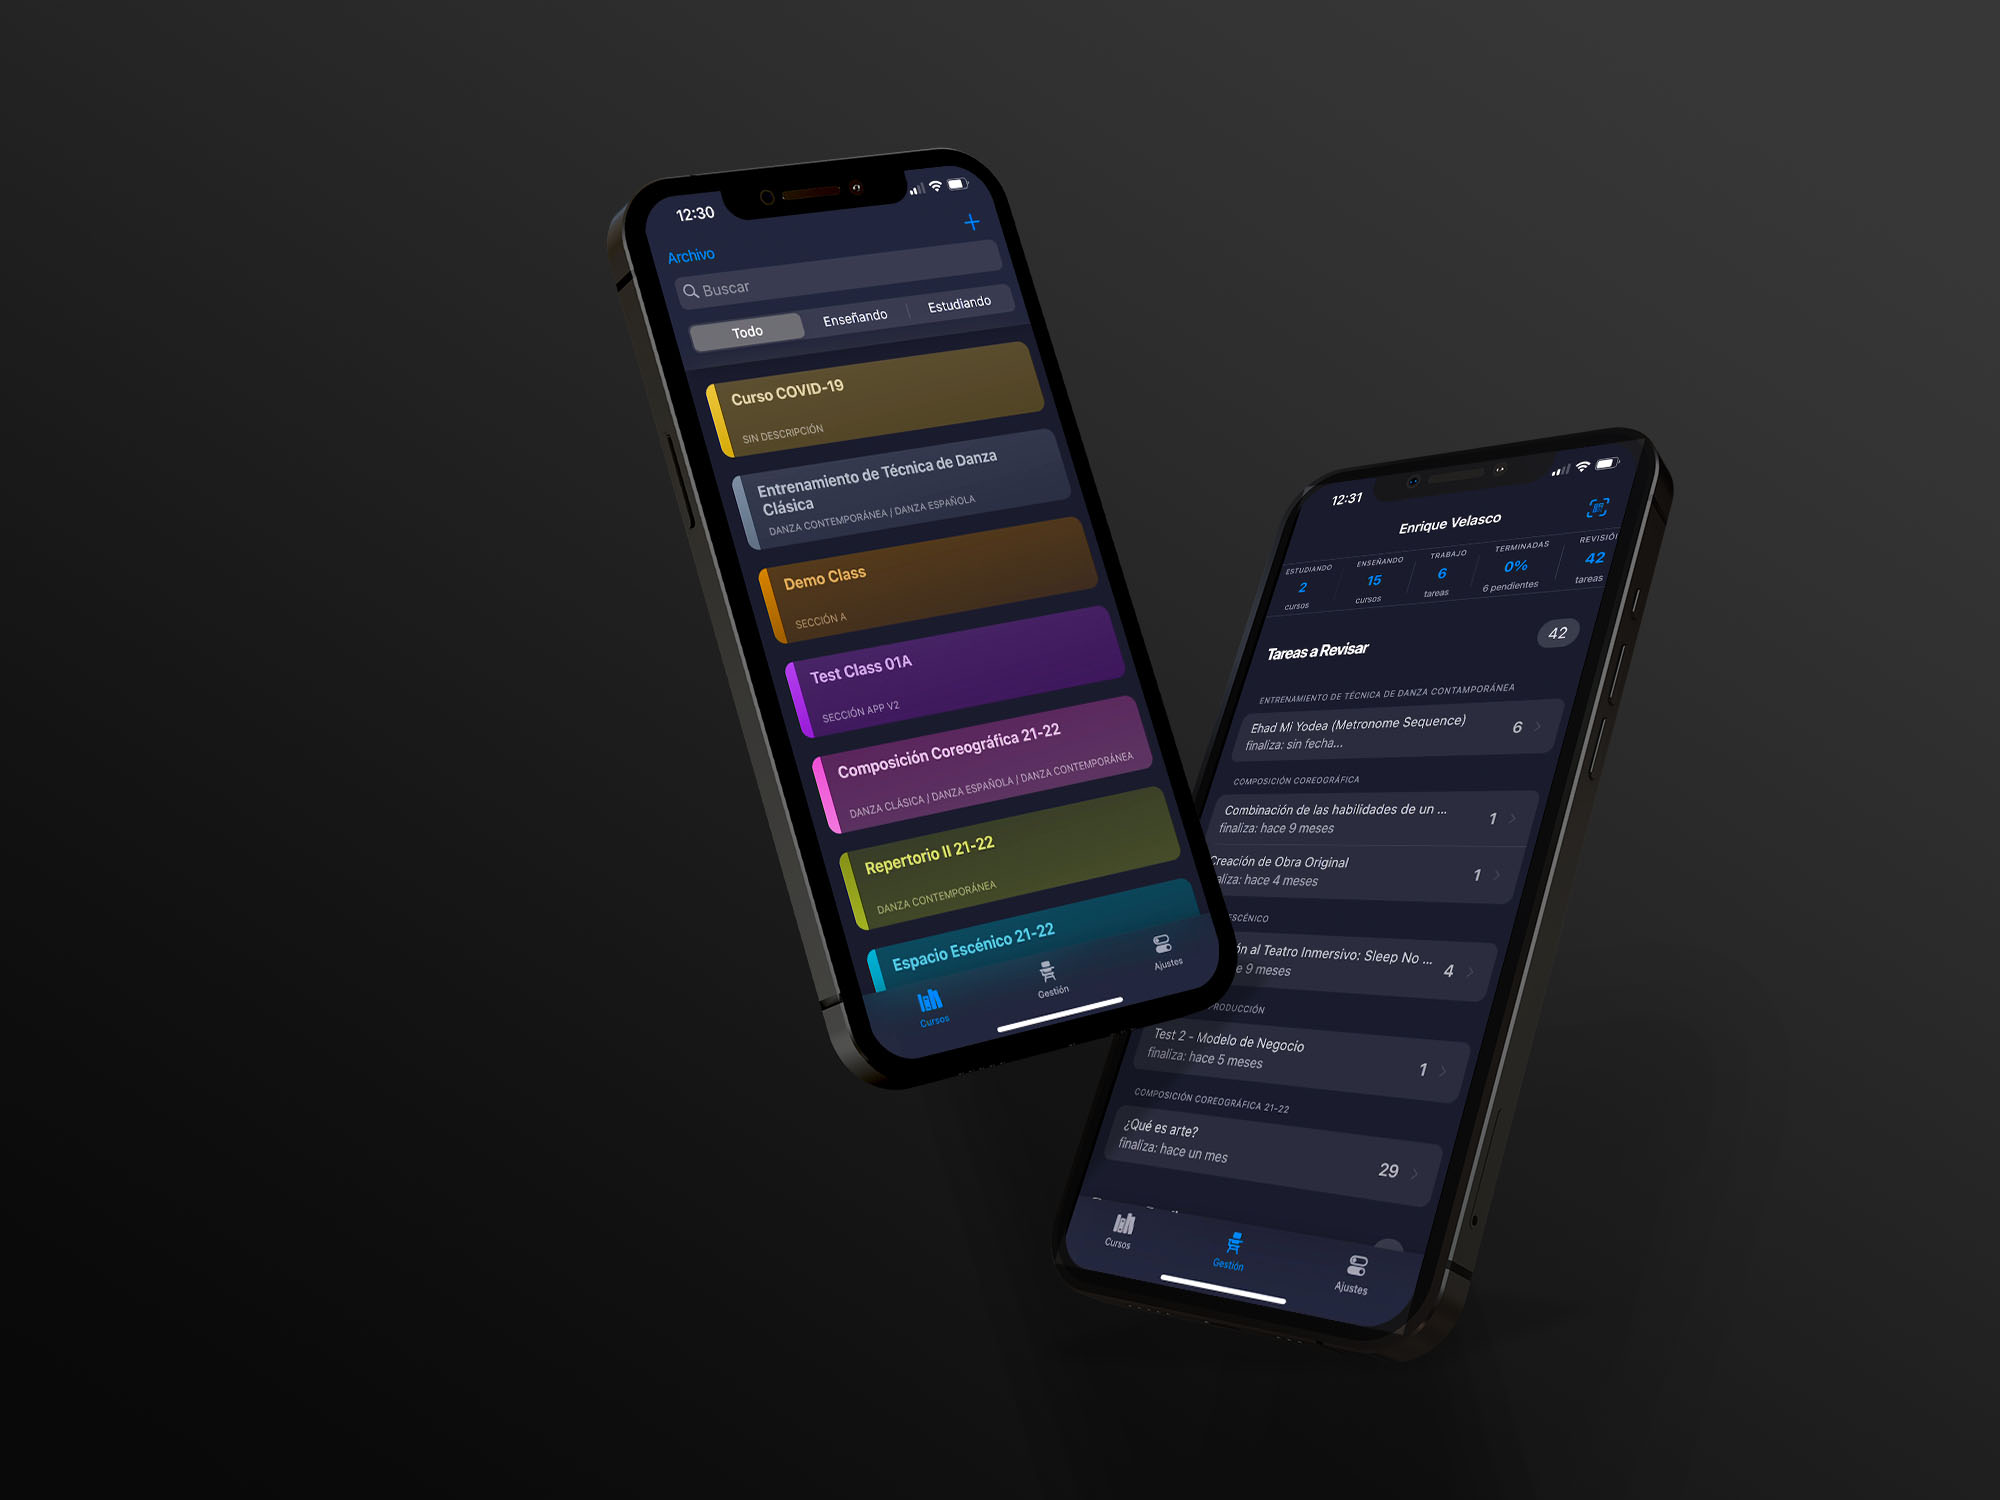 12:30
Archivo
Buscar
Todo
Enseñando
Estudiando
Curso COVID-19
SIN DESCRIPCIÓN
Entrenamiento de Técnica de Danza
Clásica
DANZA CONTEMPORÁNEA | DANZA ESPAÑOLA
Demo Class
SECCIÓN A
Test Class 01A
SECCIÓN APP V2
Composición Coreográfica 21-22
DANZA CLÁSICA | DANZA ESPAÑOLA | DANZA CONTEMPORÁNEA
Repertorio II 21-22
DANZA CONTEMPORÁNEA
Espacio Escénico 21-22
Cursos
Gestión
Ajustes
12:31
Enrique Velasco
ESTUDIANDO
2
cursos
ENSEÑANDO
15
cursos
TRABAJO
6
tareas
TERMINADAS
0%
6 pendientes
REVISIÓ
42
tareas
Tareas a Revisar
42
ENTRENAMIENTO DE TÉCNICA DE DANZA CONTAMPORÁNEA
Ehad Mi Yodea (Metronome Sequence)
finaliza: sin fecha...
6
COMPOSICIÓN COREOGRÁFICA
Combinación de las habilidades de un ...
finaliza: hace 9 meses
1
Creación de Obra Original
aliza: hace 4 meses
1
ESCÉNICO
ón al Teatro Inmersivo: Sleep No ...
e 9 meses
4
PRODUCCIÓN
Test 2 - Modelo de Negocio
finaliza: hace 5 meses
1
COMPOSICIÓN COREOGRÁFICA 21-22
¿Qué es arte?
finaliza: hace un mes
29
Cursos
Gestión
Ajustes